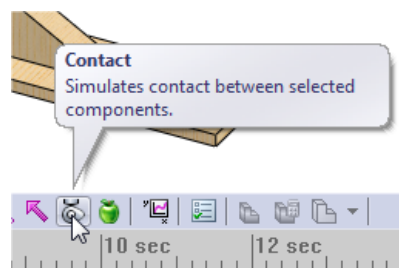 Contact
Simulates contact between selected
components.
10 sec
12 sec